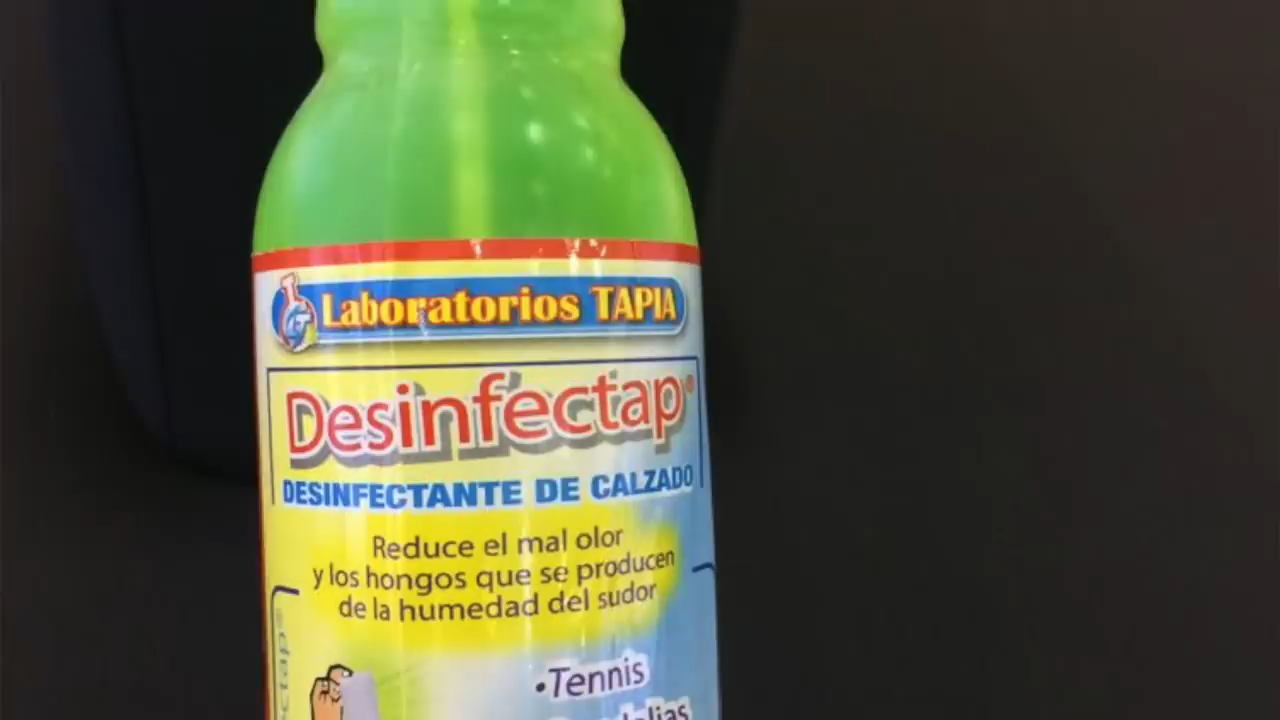 Laboratorios TAPIA
Desinfectap®
DESINFECTANTE DE CALZADO
Reduce el mal olor
y los hongos que se producen
de la humedad del sudor
•Tennis